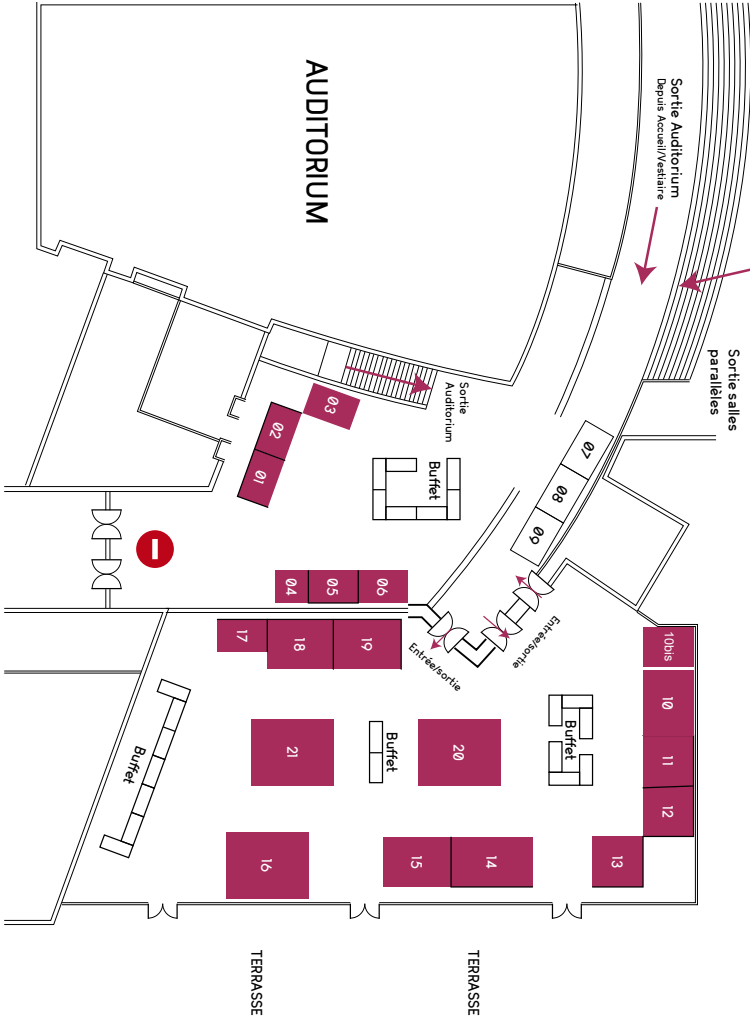 AUDITORIUM
Sortie Auditorium
Depuis Accueil/Vestiaire
Sortie salles
parallèles
Sortie
Auditorium
03
02
01
Buffet
07
08
09
04
05
06
Entrée/sortie
Entrée/sortie
17
18
19
10bis
10
11
12
13
Buffet
20
Buffet
21
Buffet
16
15
14
TERRASSE
TERRASSE